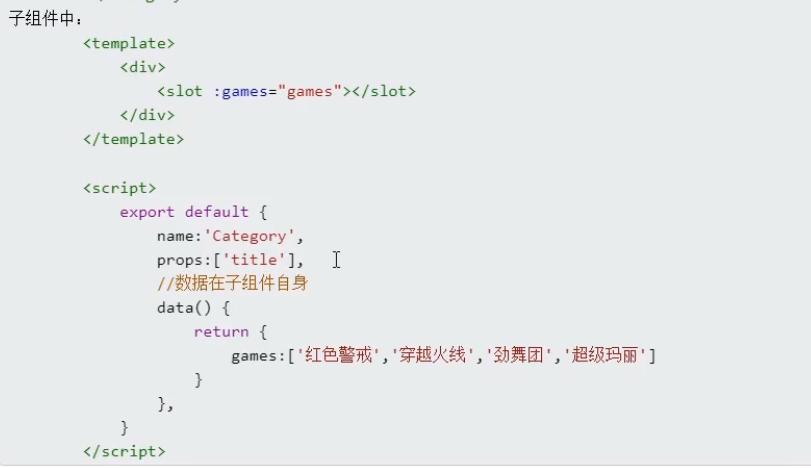 子组件中:
<template>
<div>
<slot :games="games"></slot>
</div>
</template>
<script>
export default {
name:'Category',
props:['title'],
//数据在子组件自身
data() {
return {
games:['红色警戒','穿越火线','劲舞团','超级玛丽']
}
},
}
</script>